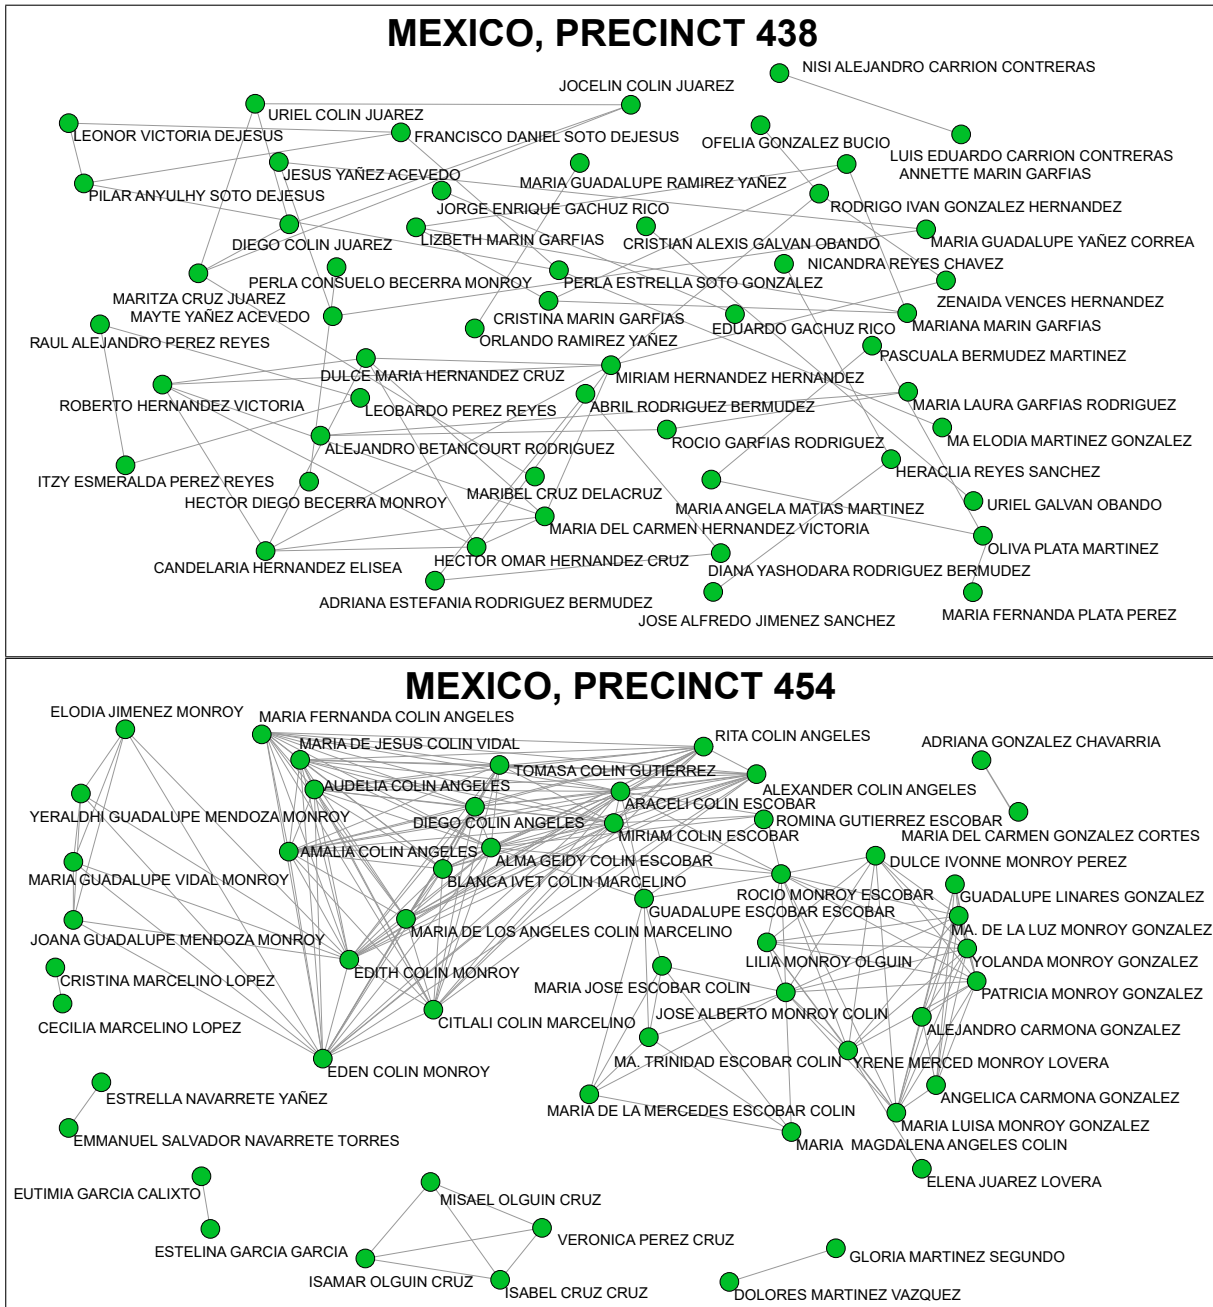 MEXICO, PRECINCT 438
NISI ALEJANDRO CARRION CONTRERAS
JOCELIN COLIN JUAREZ
URIEL COLIN JUAREZ
LEONOR VICTORIA DEJESUS
FRANCISCO DANIEL SOTO DEJESUS
OFELIA GONZALEZ BUCIO
LUIS EDUARDO CARRION CONTRERAS
ANNETTE MARIN GARFIAS
JESUS YAÑEZ ACEVEDO
MARIA GUADALUPE RAMIREZ YAÑEZ
PILAR ANYULHY SOTO DEJESUS
RODRIGO IVAN GONZALEZ HERNANDEZ
JORGE ENRIQUE GACHUZ RICO
DIEGO COLIN JUAREZ
LIZBETH MARIN GARFIAS
CRISTIAN ALEXIS GALVAN OBANDO
MARIA GUADALUPE YAÑEZ CORREA
NICANDRA REYES CHAVEZ
PERLA CONSUELO BECERRA MONROY
PERLA ESTRELLA SOTO GONZALEZ
MARITZA CRUZ JUAREZ
ZENAIDA VENCES HERNANDEZ
MAYTE YAÑEZ ACEVEDO
CRISTINA MARIN GARFIAS
EDUARDO GACHUZ RICO
MARIANA MARIN GARFIAS
RAUL ALEJANDRO PEREZ REYES
ORLANDO RAMIREZ YAÑEZ
PASCUALA BERMUDEZ MARTINEZ
DULCE MARIA HERNANDEZ CRUZ
MIRIAM HERNANDEZ HERNANDEZ
ROBERTO HERNANDEZ VICTORIA
LEOBARDO PEREZ REYES
ABRIL RODRIGUEZ BERMUDEZ
MARIA LAURA GARFIAS RODRIGUEZ
ALEJANDRO BETANCOURT RODRIGUEZ
ROCIO GARFIAS RODRIGUEZ
MA ELODIA MARTINEZ GONZALEZ
ITZY ESMERALDA PEREZ REYES
HERACLIA REYES SANCHEZ
HECTOR DIEGO BECERRA MONROY
MARIBEL CRUZ DELACRUZ
MARIA ANGELA MATIAS MARTINEZ
URIEL GALVAN OBANDO
MARIA DEL CARMEN HERNANDEZ VICTORIA
OLIVA PLATA MARTINEZ
CANDELARIA HERNANDEZ ELISEA
HECTOR OMAR HERNANDEZ CRUZ
DIANA YASHODARA RODRIGUEZ BERMUDEZ
ADRIANA ESTEFANIA RODRIGUEZ BERMUDEZ
JOSE ALFREDO JIMENEZ SANCHEZ
MARIA FERNANDA PLATA PEREZ
MEXICO, PRECINCT 454
ELODIA JIMENEZ MONROY
MARIA FERNANDA COLIN ANGELES
RITA COLIN ANGELES
ADRIANA GONZALEZ CHAVARRIA
MARIA DE JESUS COLIN VIDAL
TOMASA COLIN GUTIERREZ
AUDELIA COLIN ANGELES
ALEXANDER COLIN ANGELES
ARACELI COLIN ESCOBAR
YERALDHI GUADALUPE MENDOZA MONROY
DIEGO COLIN ANGELES
ROMINA GUTIERREZ ESCOBAR
MIRIAM COLIN ESCOBAR
MARIA DEL CARMEN GONZALEZ CORTES
AMALIA COLIN ANGELES
ALMA GEIDY COLIN ESCOBAR
DULCE IVONNE MONROY PEREZ
MARIA GUADALUPE VIDAL MONROY
BLANCA IVET COLIN MARCELINO
ROCIO MONROY ESCOBAR
GUADALUPE LINARES GONZALEZ
GUADALUPE ESCOBAR ESCOBAR
JOANA GUADALUPE MENDOZA MONROY
MARIA DE LOS ANGELES COLIN MARCELINO
MA. DE LA LUZ MONROY GONZALEZ
LILIA MONROY OLGUIN
YOLANDA MONROY GONZALEZ
CRISTINA MARCELINO LOPEZ
EDITH COLIN MONROY
MARIA JOSE ESCOBAR COLIN
PATRICIA MONROY GONZALEZ
CECILIA MARCELINO LOPEZ
CITLALI COLIN MARCELINO
JOSE ALBERTO MONROY COLIN
ALEJANDRO CARMONA GONZALEZ
EDEN COLIN MONROY
MA. TRINIDAD ESCOBAR COLIN
YRENE MERCED MONROY LOVERA
ESTRELLA NAVARRETE YAÑEZ
MARIA DE LA MERCEDES ESCOBAR COLIN
ANGELICA CARMONA GONZALEZ
EMMANUEL SALVADOR NAVARRETE TORRES
MARIA LUISA MONROY GONZALEZ
MARIA MAGDALENA ANGELES COLIN
ELENA JUAREZ LOVERA
EUTIMIA GARCIA CALIXTO
MISAEL OLGUIN CRUZ
VERONICA PEREZ CRUZ
ESTELINA GARCIA GARCIA
GLORIA MARTINEZ SEGUNDO
ISAMAR OLGUIN CRUZ
ISABEL CRUZ CRUZ
DOLORES MARTINEZ VAZQUEZ